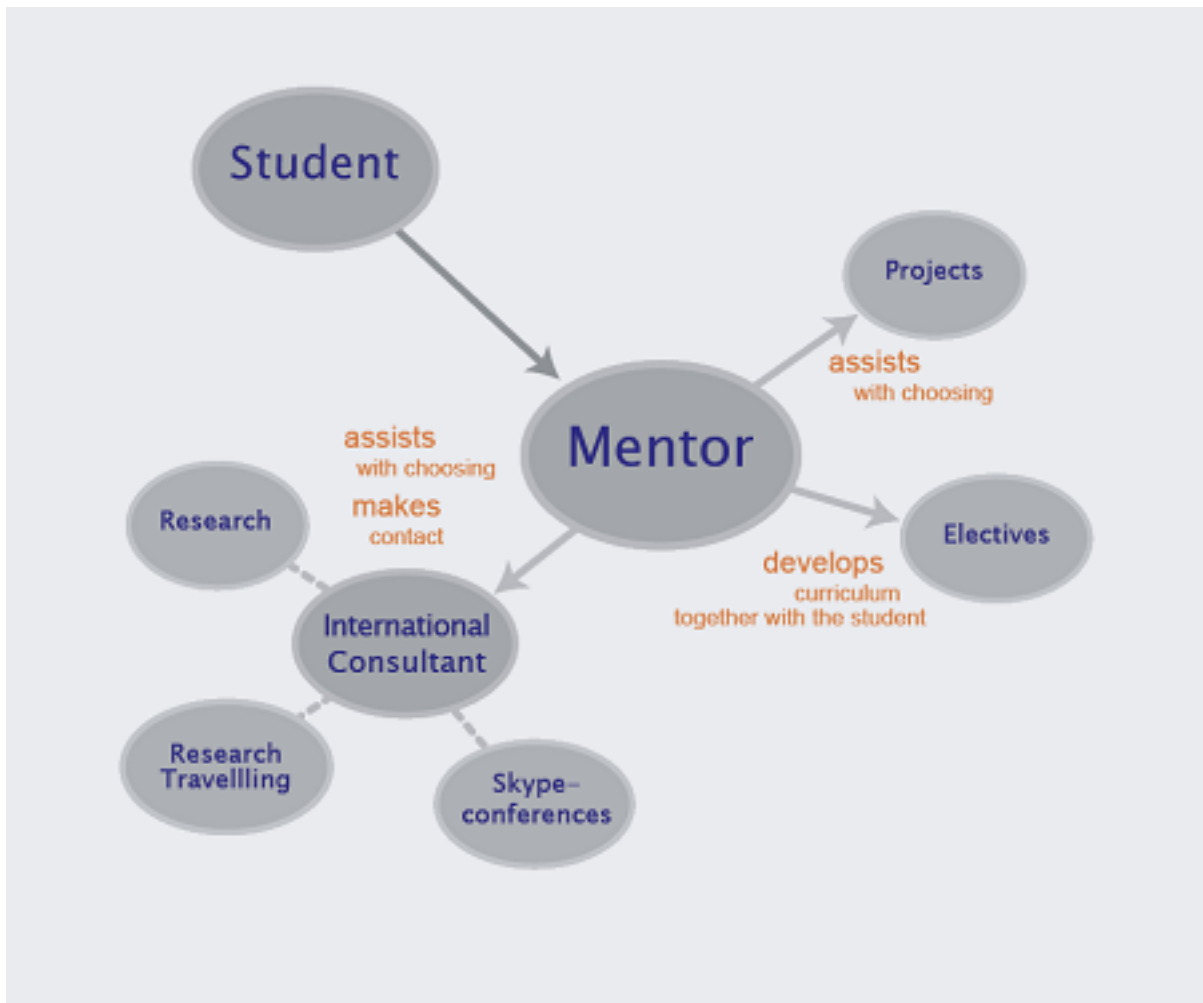 Student
Projects
assists
with choosing
Mentor
assists
with choosing
makes
contact
Research
Electives
develops
curriculum
together with the student
International
Consultant
Research
Travellling
Skype-
conferences